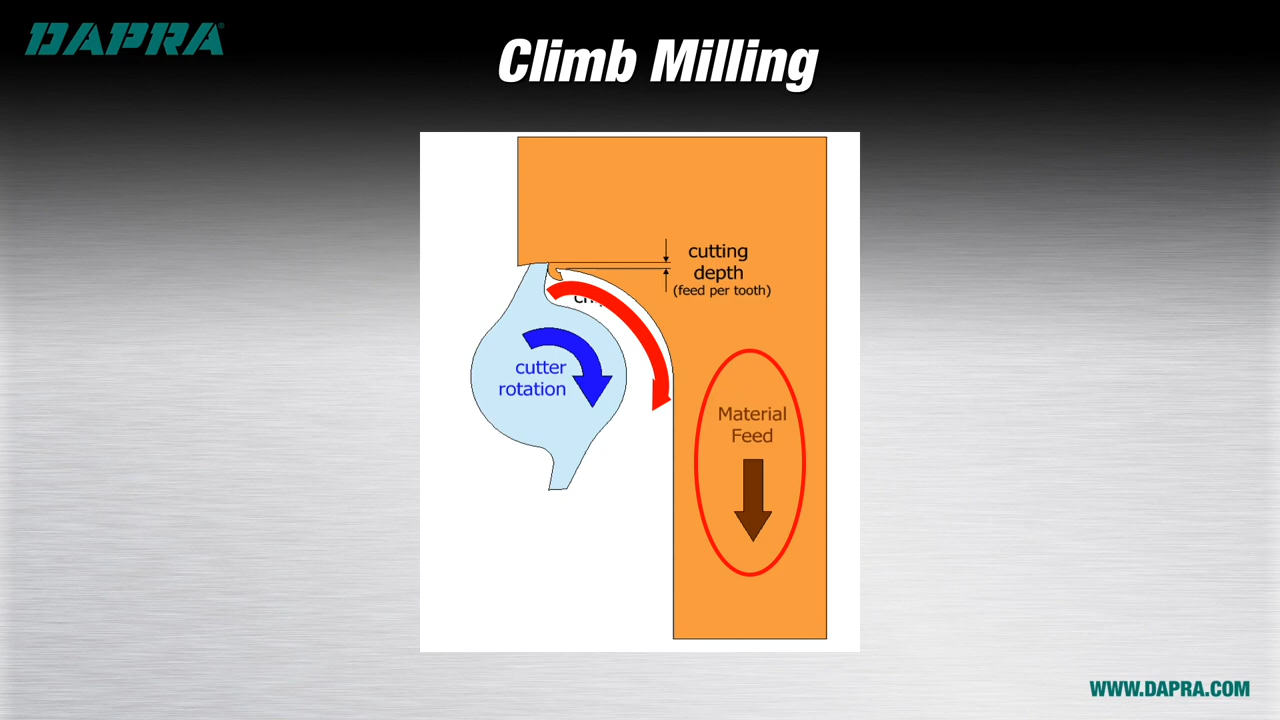 DAPRA
Climb Milling
cutting
depth
(feed per tooth)
cutter
rotation
Material
Feed
WWW.DAPRA.COM